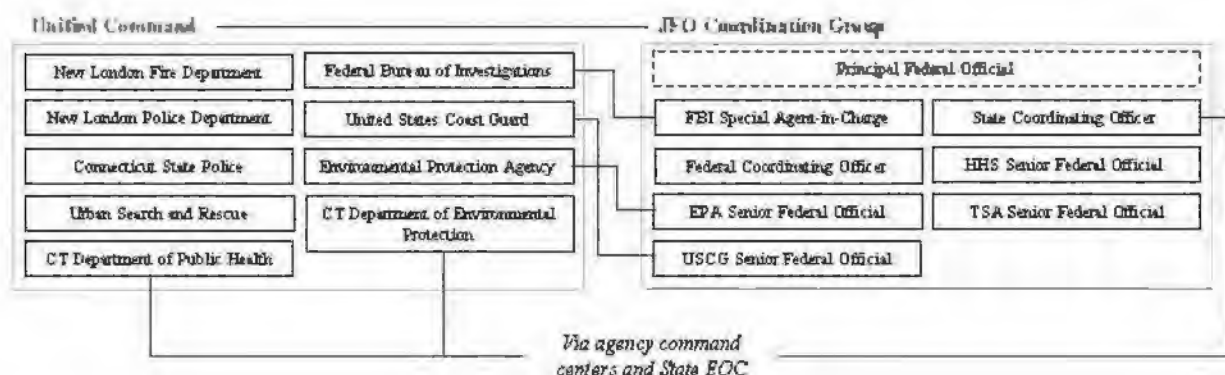 Unified Command
JFO Coordination Group
New London Fire Department
Federal Bureau of Investigations
Principal Federal Official
New London Police Department
United States Coast Guard
FBI Special Agent-in-Charge
State Coordinating Officer
Connecticut State Police
Environmental Protection Agency
Federal Coordinating Officer
HHS Senior Federal Official
Urban Search and Rescue
CT Department of Environmental
Protection
EPA Senior Federal Official
TSA Senior Federal Official
CT Department of Public Health
USCG Senior Federal Official
Via agency command
centers and State EOC